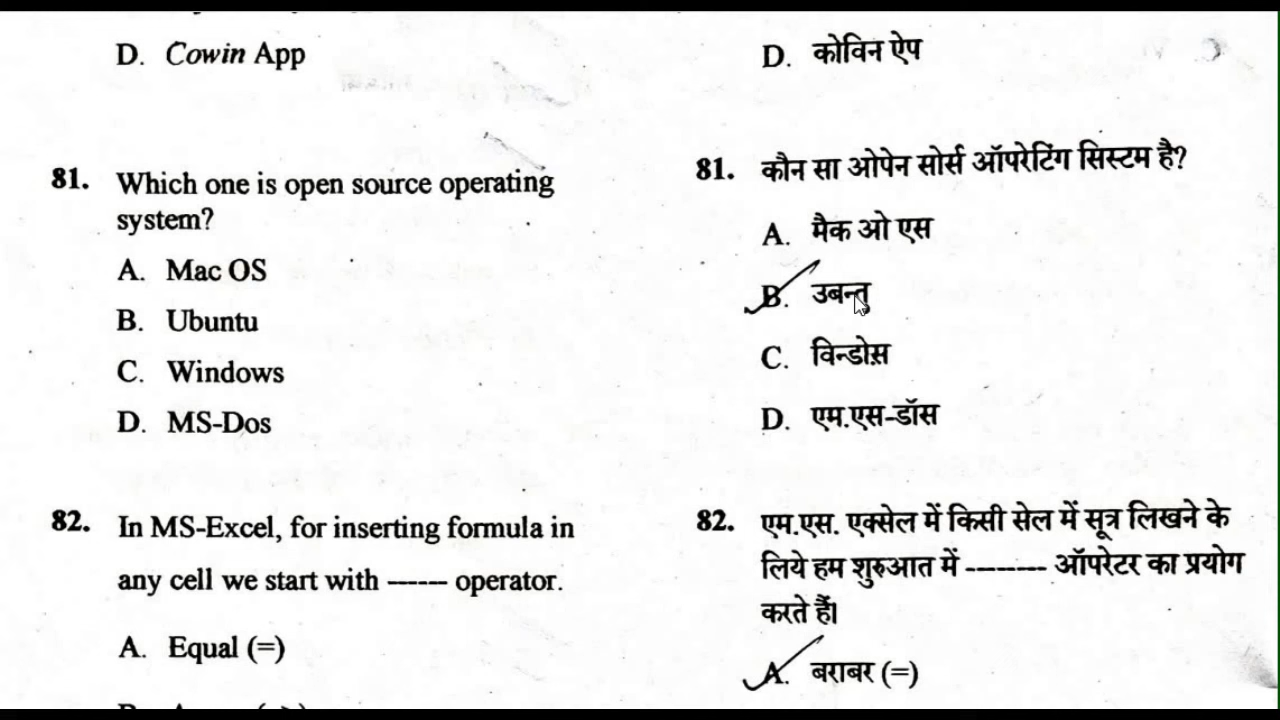 D. Cowin App
81. Which one is open source operating
system?
A. Mac OS
B. Ubuntu
C. Windows
D. MS-Dos
82. In MS-Excel, for inserting formula in
any cell we start with ------ operator.
A. Equal (=)
D. कोविन ऐप
81. कौन सा ओपेन सोर्स ऑपरेटिंग सिस्टम है?
A. मैक ओ एस
B. उबन्तु
C. विन्डोस
D. एम.एस-डॉस
82. एम.एस. एक्सेल में किसी सेल में सूत्र लिखने के
लिये हम शुरुआत में ------- ऑपरेटर का प्रयोग
करते हैं।
A. बराबर (=)